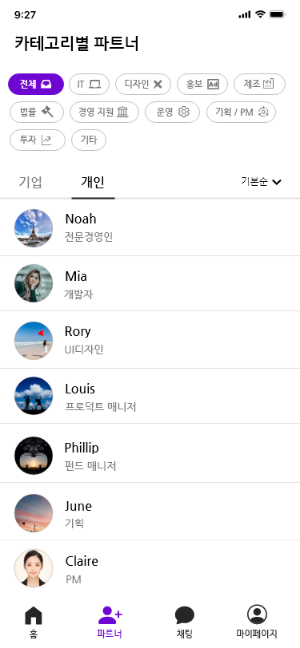 9:27
카테고리별 파트너
전체 IT 디자인 홍보 Ad 제조
법률 경영 지원 운영 기획 / PM
투자 기타
기업 개인 기본순
Noah
전문경영인
Mia
개발자
Rory
UI디자인
Louis
프로덕트 매니저
Phillip
펀드 매니저
June
기획
Claire
PM
홈 파트너 채팅 마이페이지